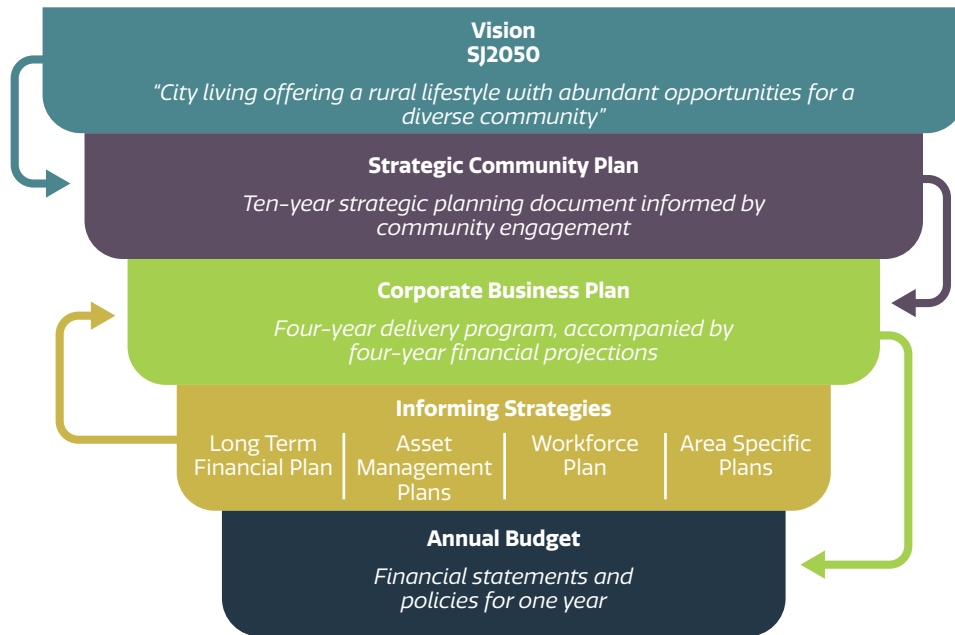 Vision
SJ2050
"City living offering a rural lifestyle with abundant opportunities for a
diverse community"
Strategic Community Plan
Ten-year strategic planning document informed by
community engagement
Corporate Business Plan
Four-year delivery program, accompanied by
four-year financial projections
Informing Strategies
Long Term
Financial Plan
Asset
Management
Plans
Workforce
Plan
Area Specific
Plans
Annual Budget
Financial statements and
policies for one year